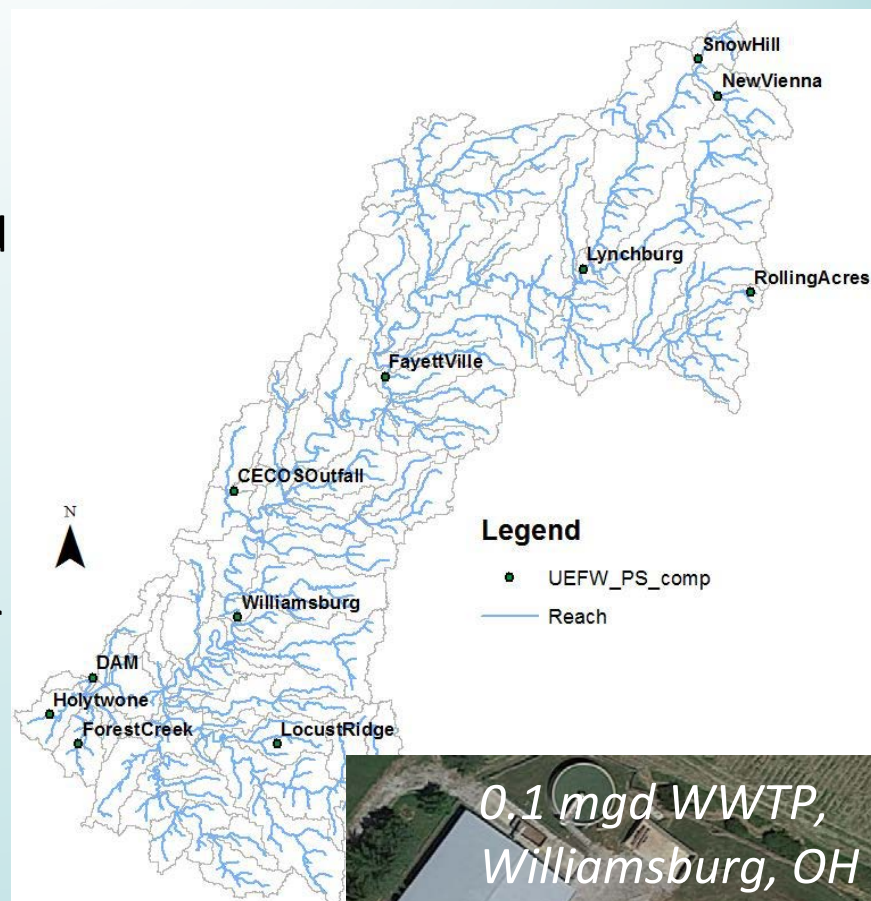 SnowHill
NewVienna
Lynchburg
RollingAcres
FayettVille
CECOSOutfall
N
Legend
UEFW_PS_comp
Reach
Williamsburg
DAM
Holytwone
ForestCreek
LocustRidge
0.1 mgd WWTP,
Williamsburg, OH